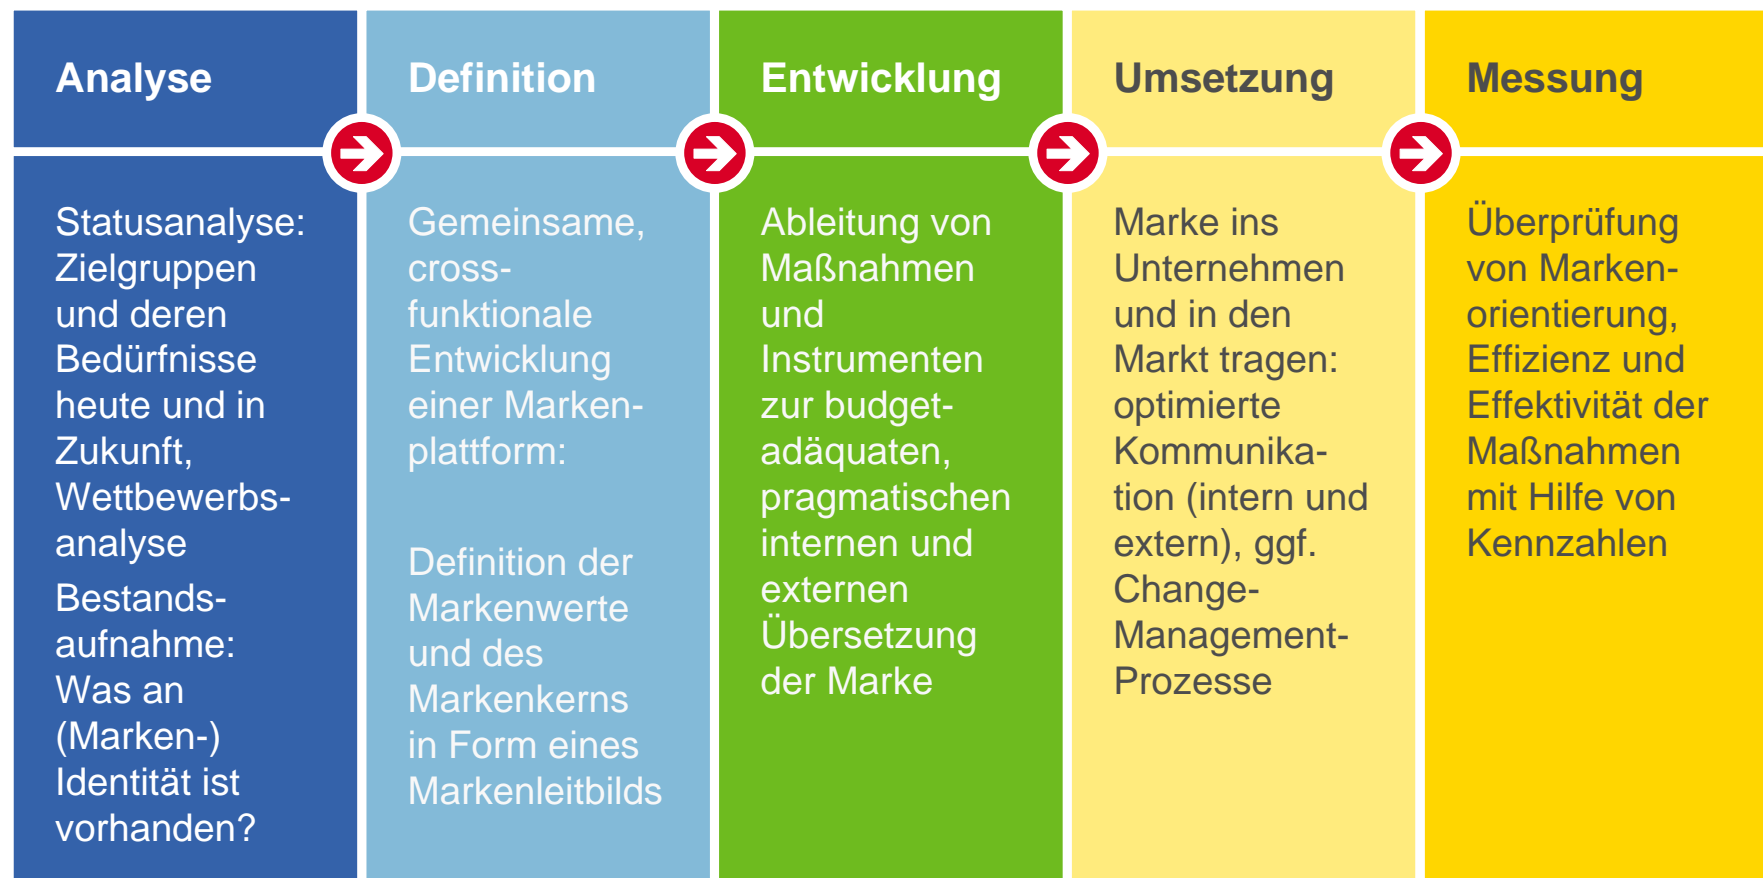 Analyse
Statusanalyse:
Zielgruppen
und deren
Bedürfnisse
heute und in
Zukunft,
Wettbewerbs-
analyse
Bestands-
aufnahme:
Was an
(Marken-)
Identität ist
vorhanden?
Definition
Gemeinsame,
cross-
funktionale
Entwicklung
einer Marken-
plattform:
Definition der
Markenwerte
und des
Markenkerns
in Form eines
Markenleitbilds
Entwicklung
Ableitung von
Maßnahmen
und
Instrumenten
zur budget-
adäquaten,
pragmatischen
internen und
externen
Übersetzung
der Marke
Umsetzung
Marke ins
Unternehmen
und in den
Markt tragen:
optimierte
Kommunika-
tion (intern und
extern), ggf.
Change-
Management-
Prozesse
Messung
Überprüfung
von Marken-
orientierung,
Effizienz und
Effektivität der
Maßnahmen
mit Hilfe von
Kennzahlen